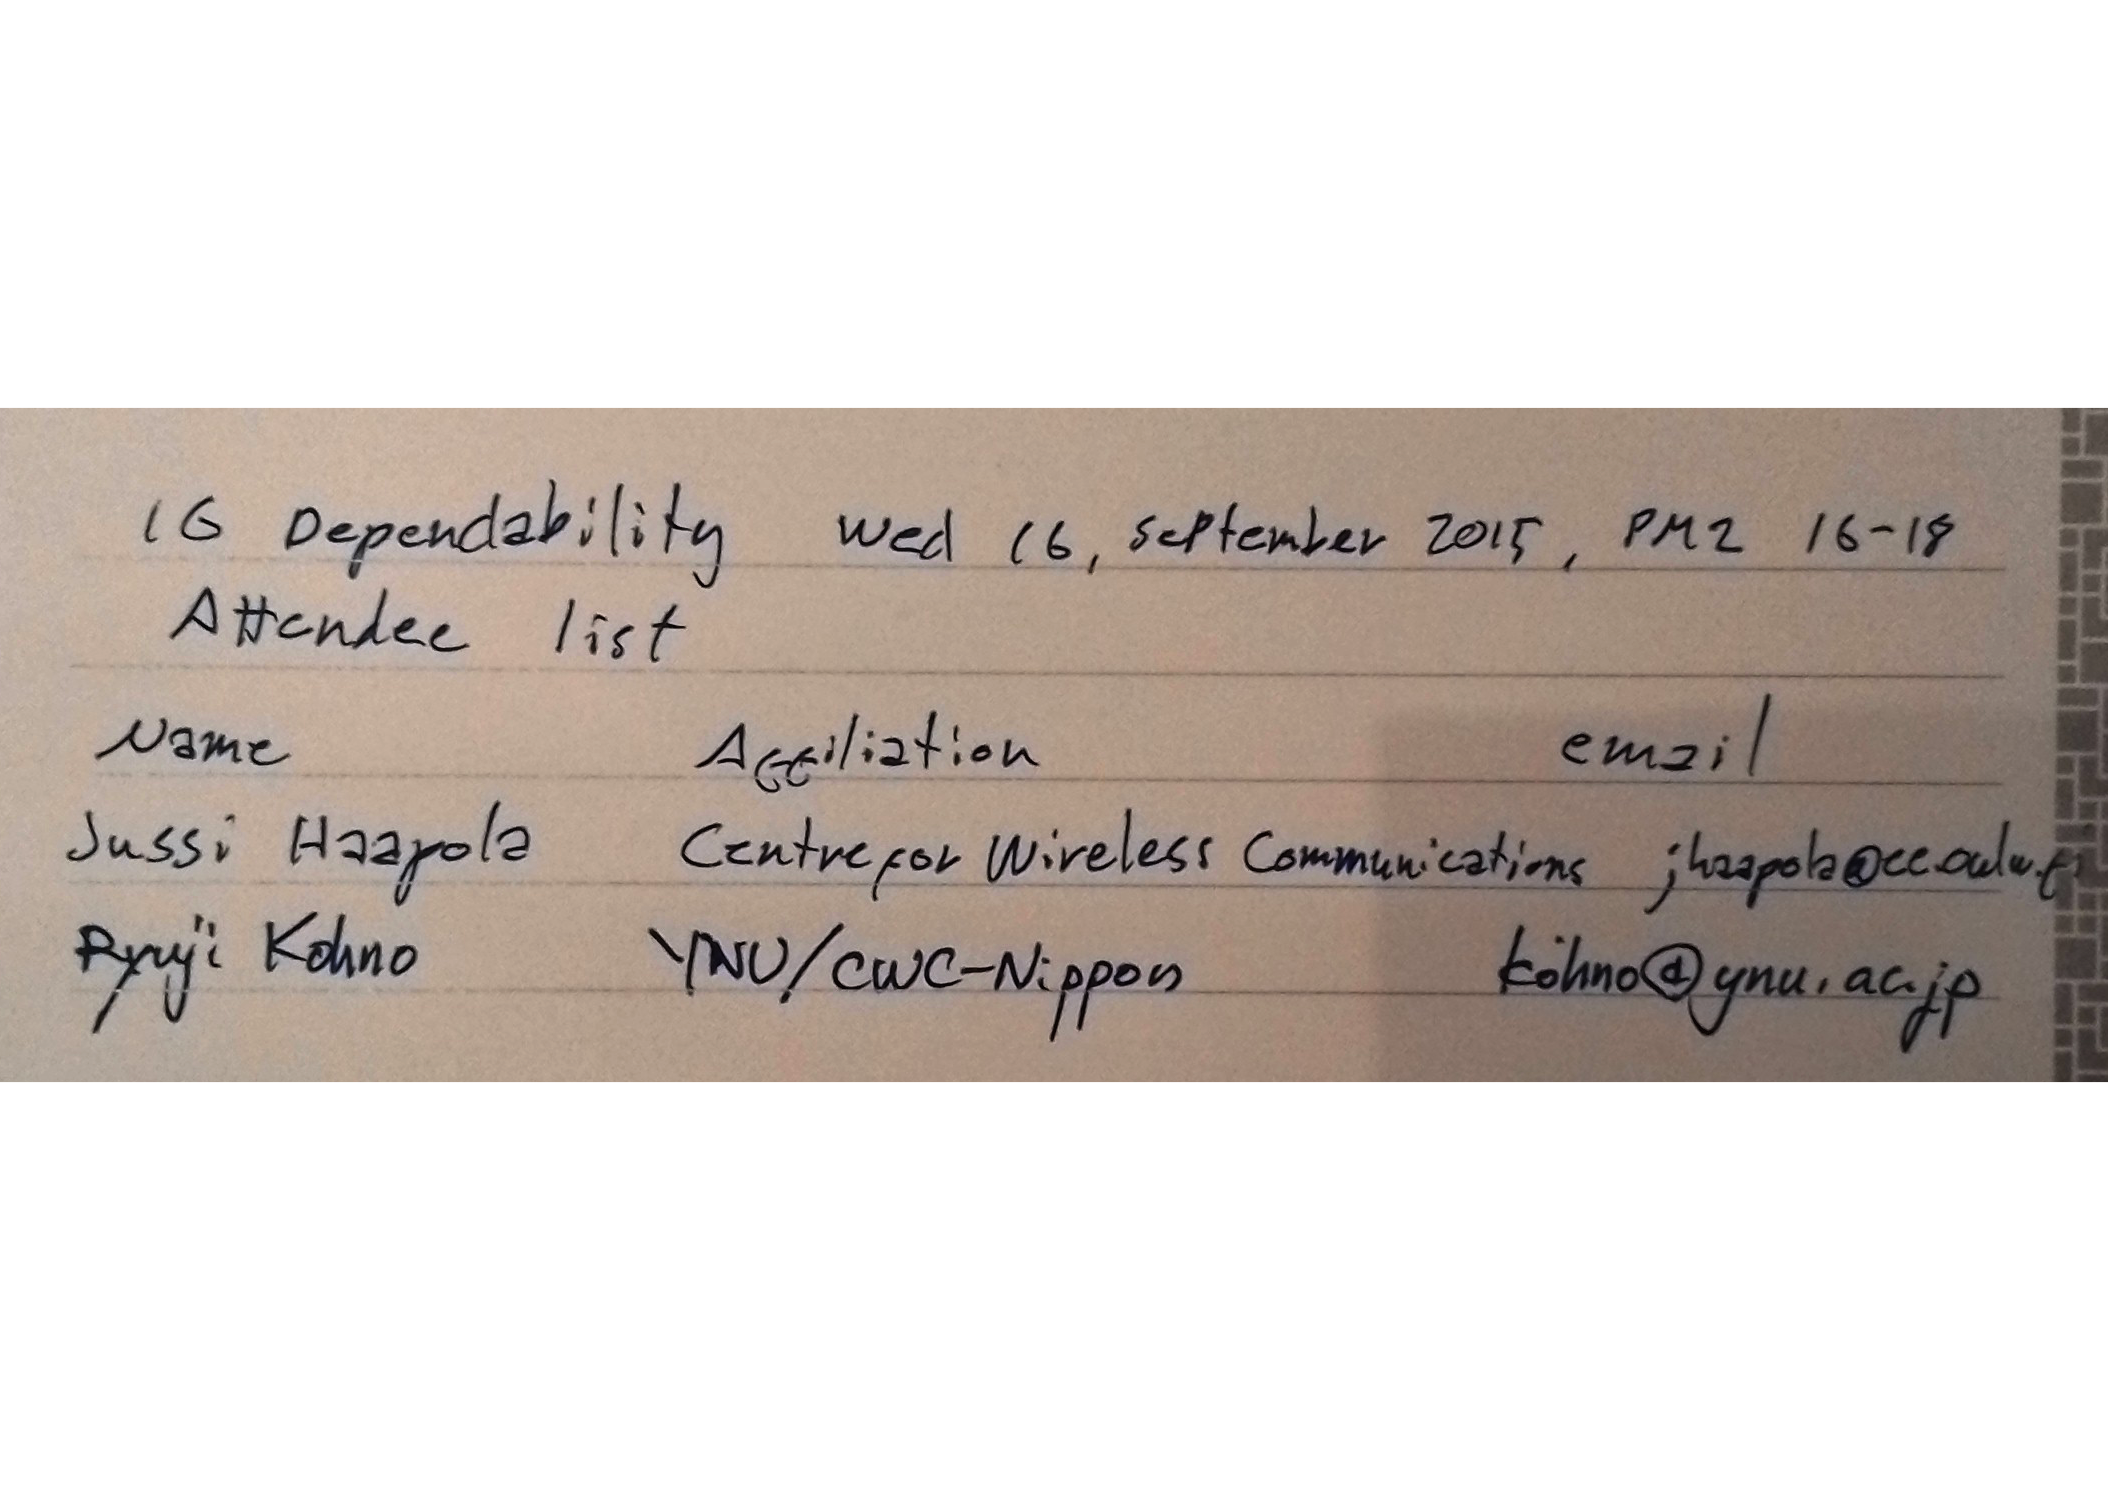 IG Dependability Wed 16, September 2015, PM2 16-18
Attendee list
Name Affiliation email
Jussi Haapola Centre for Wireless Communications jhaapola@ee.oulu.fi
Ryuji Kohno YNU/CWC-Nippon kohno@ynu.ac.jp